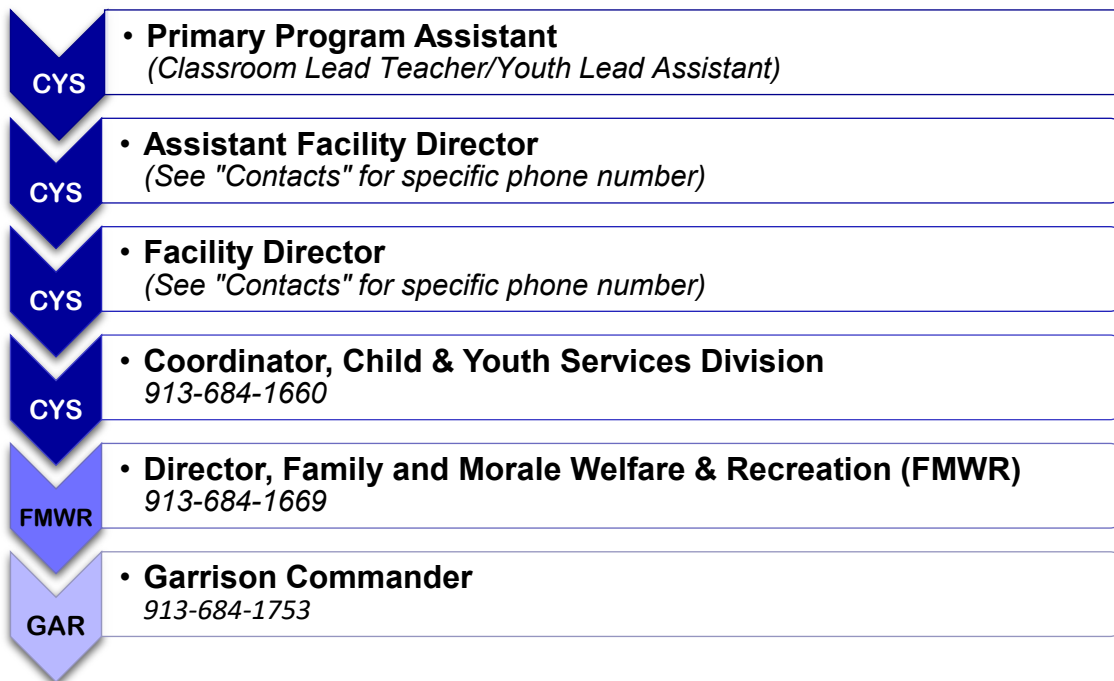 • Primary Program Assistant
(Classroom Lead Teacher/Youth Lead Assistant)
CYS
• Assistant Facility Director
(See "Contacts" for specific phone number)
CYS
• Facility Director
(See "Contacts" for specific phone number)
CYS
• Coordinator, Child & Youth Services Division
913-684-1660
CYS
• Director, Family and Morale Welfare & Recreation (FMWR)
913-684-1669
FMWR
• Garrison Commander
913-684-1753
GAR